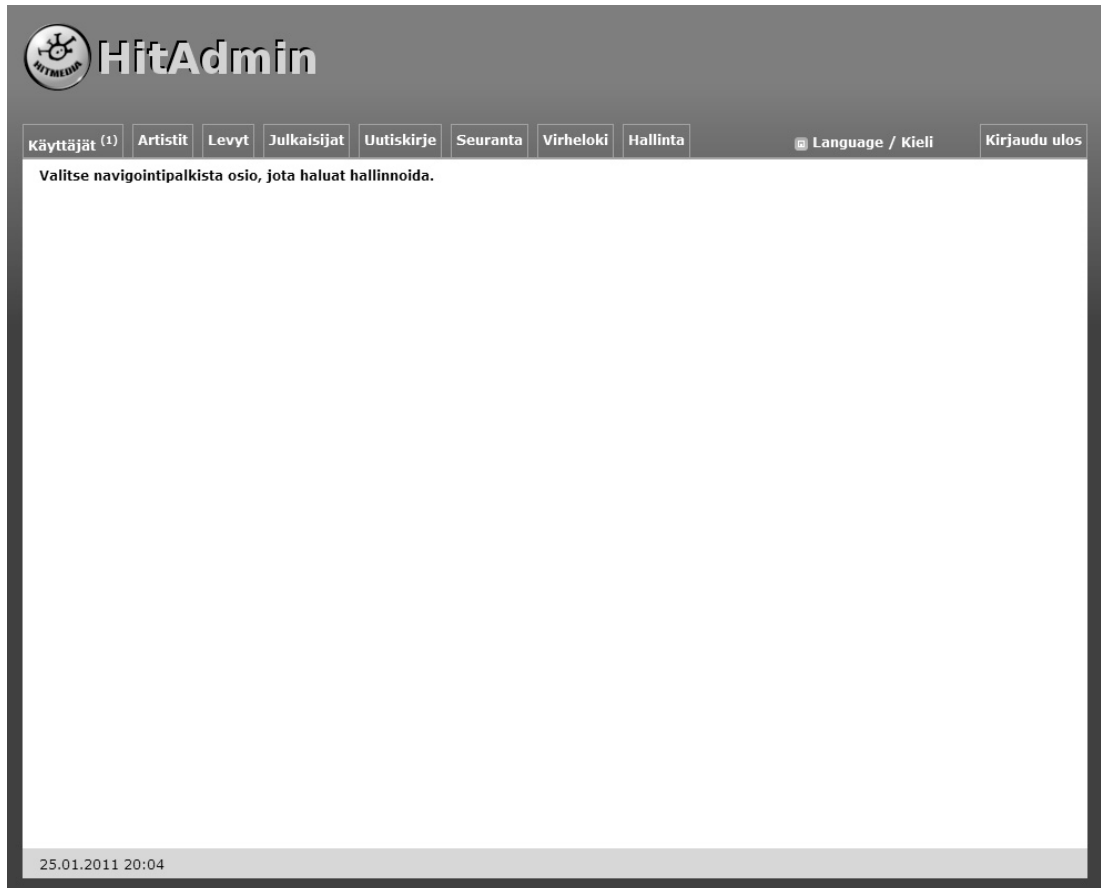 HITMEDIA
HitAdmin
Käyttäjät (1) Artistit Levyt Julkaisijat Uutiskirje Seuranta Virheloki Hallinta Language / Kieli Kirjaudu ulos
Valitse navigointipalkista osio, jota haluat hallinnoida.
25.01.2011 20:04